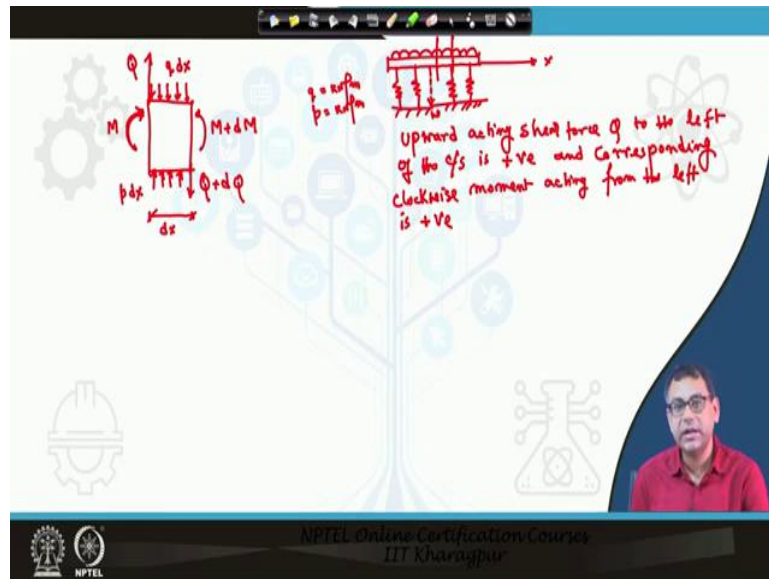 Q
q dx
M
M+dM
p dx
Q+dQ
dx
q = kN/m
p = kN/m
x
w
upward acting shear force Q to the left
of the c/s is +ve and corresponding
clockwise moment acting from the left
is +ve
NPTEL Online Certification Courses
IIT Kharagpur
NPTEL